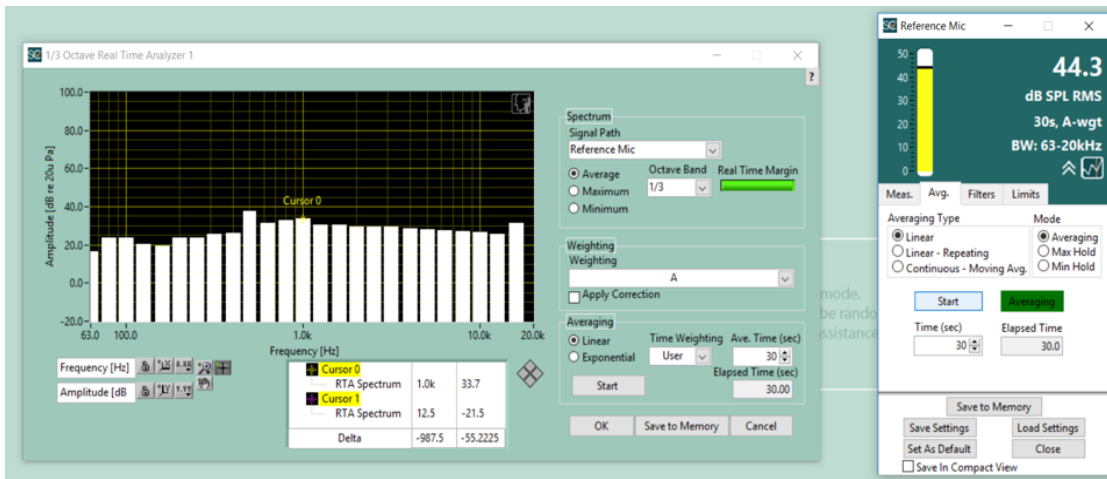 SC 1/3 Octave Real Time Analyzer 1
?
100.0
80.0
60.0
40.0
20.0
0.0
-20.0
Amplitude [dB re 20u Pa]
Cursor 0
63.0 100.0 1.0k 10.0k 20.0k
Frequency [Hz]
Frequency [Hz]
Amplitude [dB
Cursor 0
RTA Spectrum 1.0k 33.7
Cursor 1
RTA Spectrum 12.5 -21.5
Delta -987.5 -55.2225
Spectrum
Signal Path
Reference Mic
Average
Maximum
Minimum
Octave Band
1/3
Real Time Margin
Weighting
Weighting
A
Apply Correction
Averaging
Linear
Exponential
Time Weighting
User
Ave. Time (sec)
30
Elapsed Time (sec)
30.00
Start
OK Save to Memory Cancel
mode.
be rando
ssistance
SC Reference Mic
50
40
30
20
10
0
44.3
dB SPL RMS
30s, A-wgt
BW: 63-20kHz
Meas. Avg. Filters Limits
Averaging Type
Linear
Linear - Repeating
Continuous - Moving Avg.
Mode
Averaging
Max Hold
Min Hold
Start Averaging
Time (sec) Elapsed Time
30 30.0
Save to Memory
Save Settings Load Settings
Set As Default Close
Save In Compact View